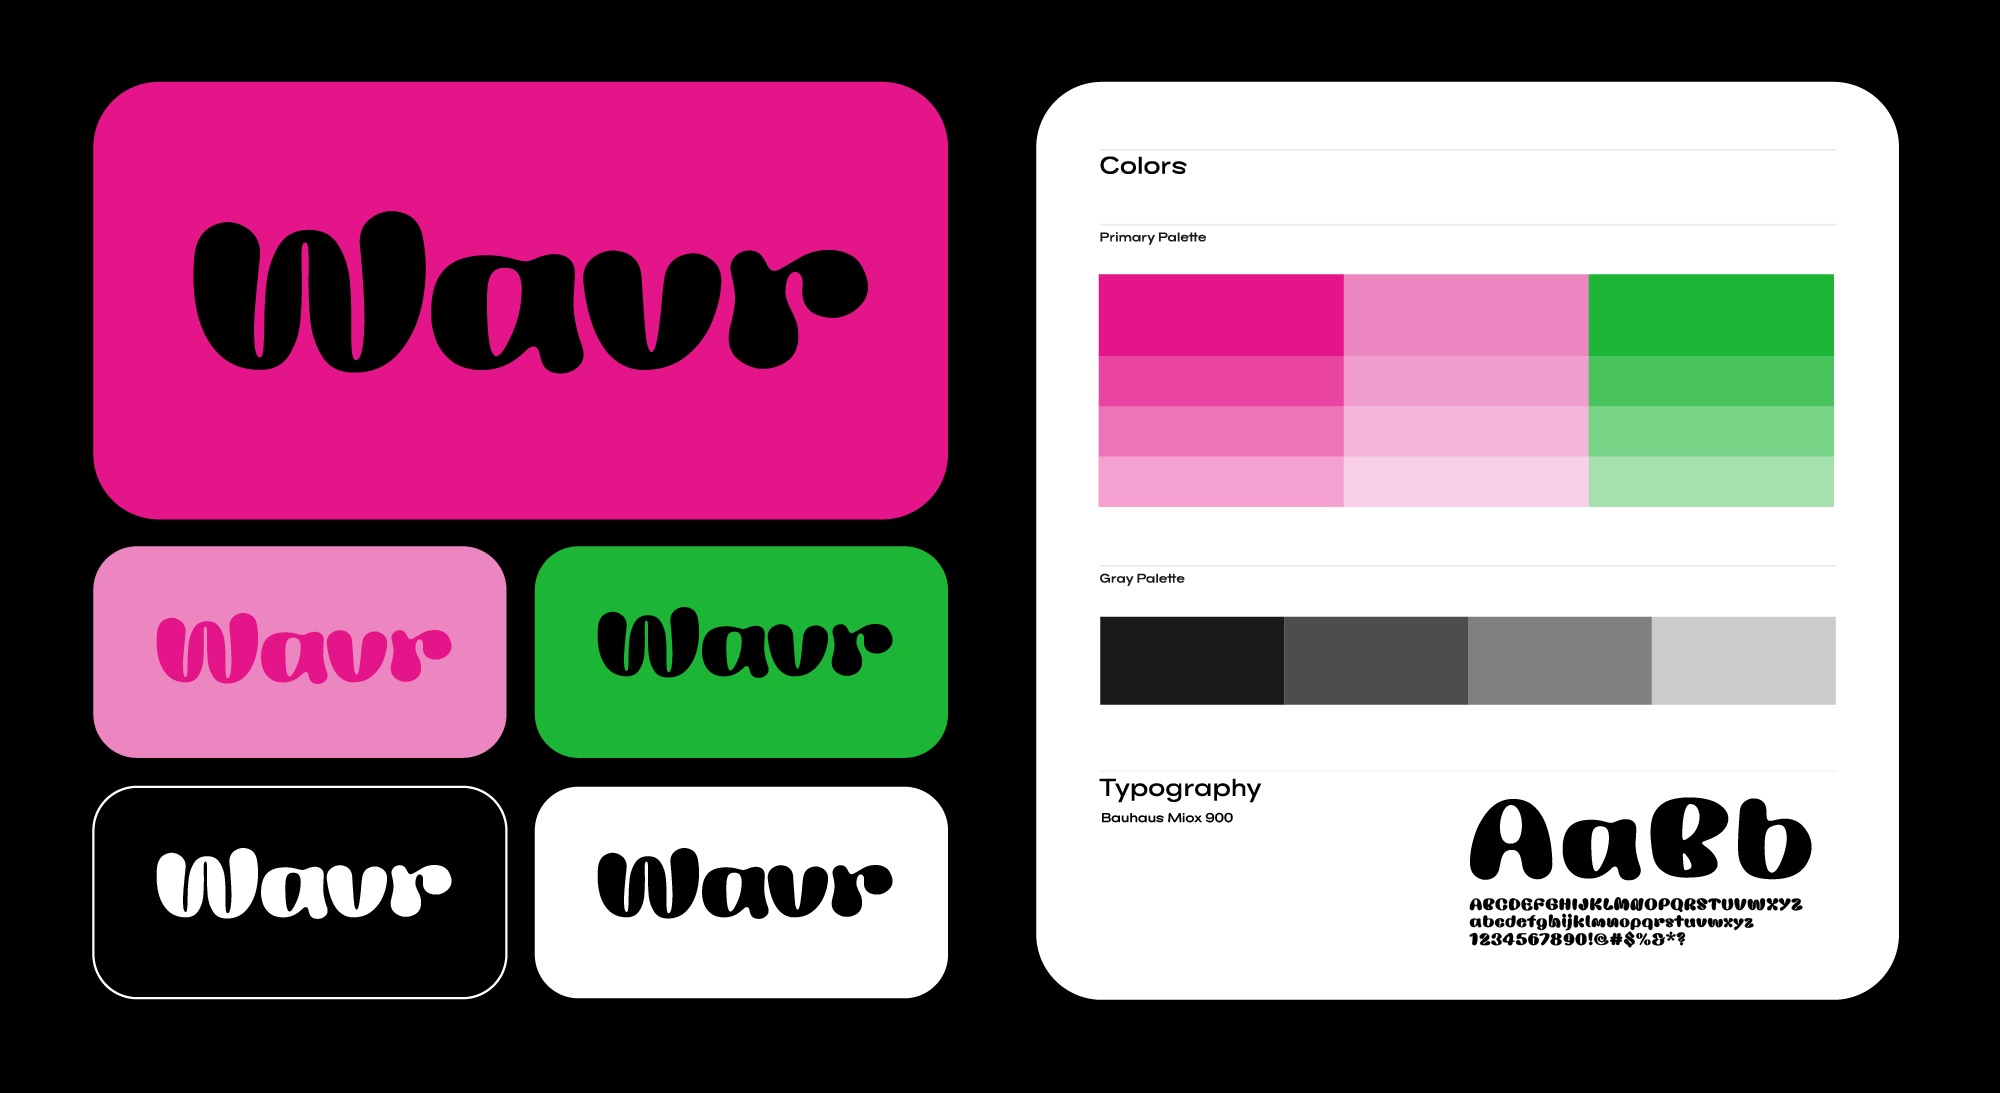 Wavr
Wavr
Wavr
Wavr
Wavr
Colors
Primary Palette
Gray Palette
Typography
Bauhaus Miox 900
AaBb
ABCDEFGHIJKLMNOPQRSTUVWXYZ
abcdefghijklmnopqrstuvwxyz
1234567890!@#$%&*?